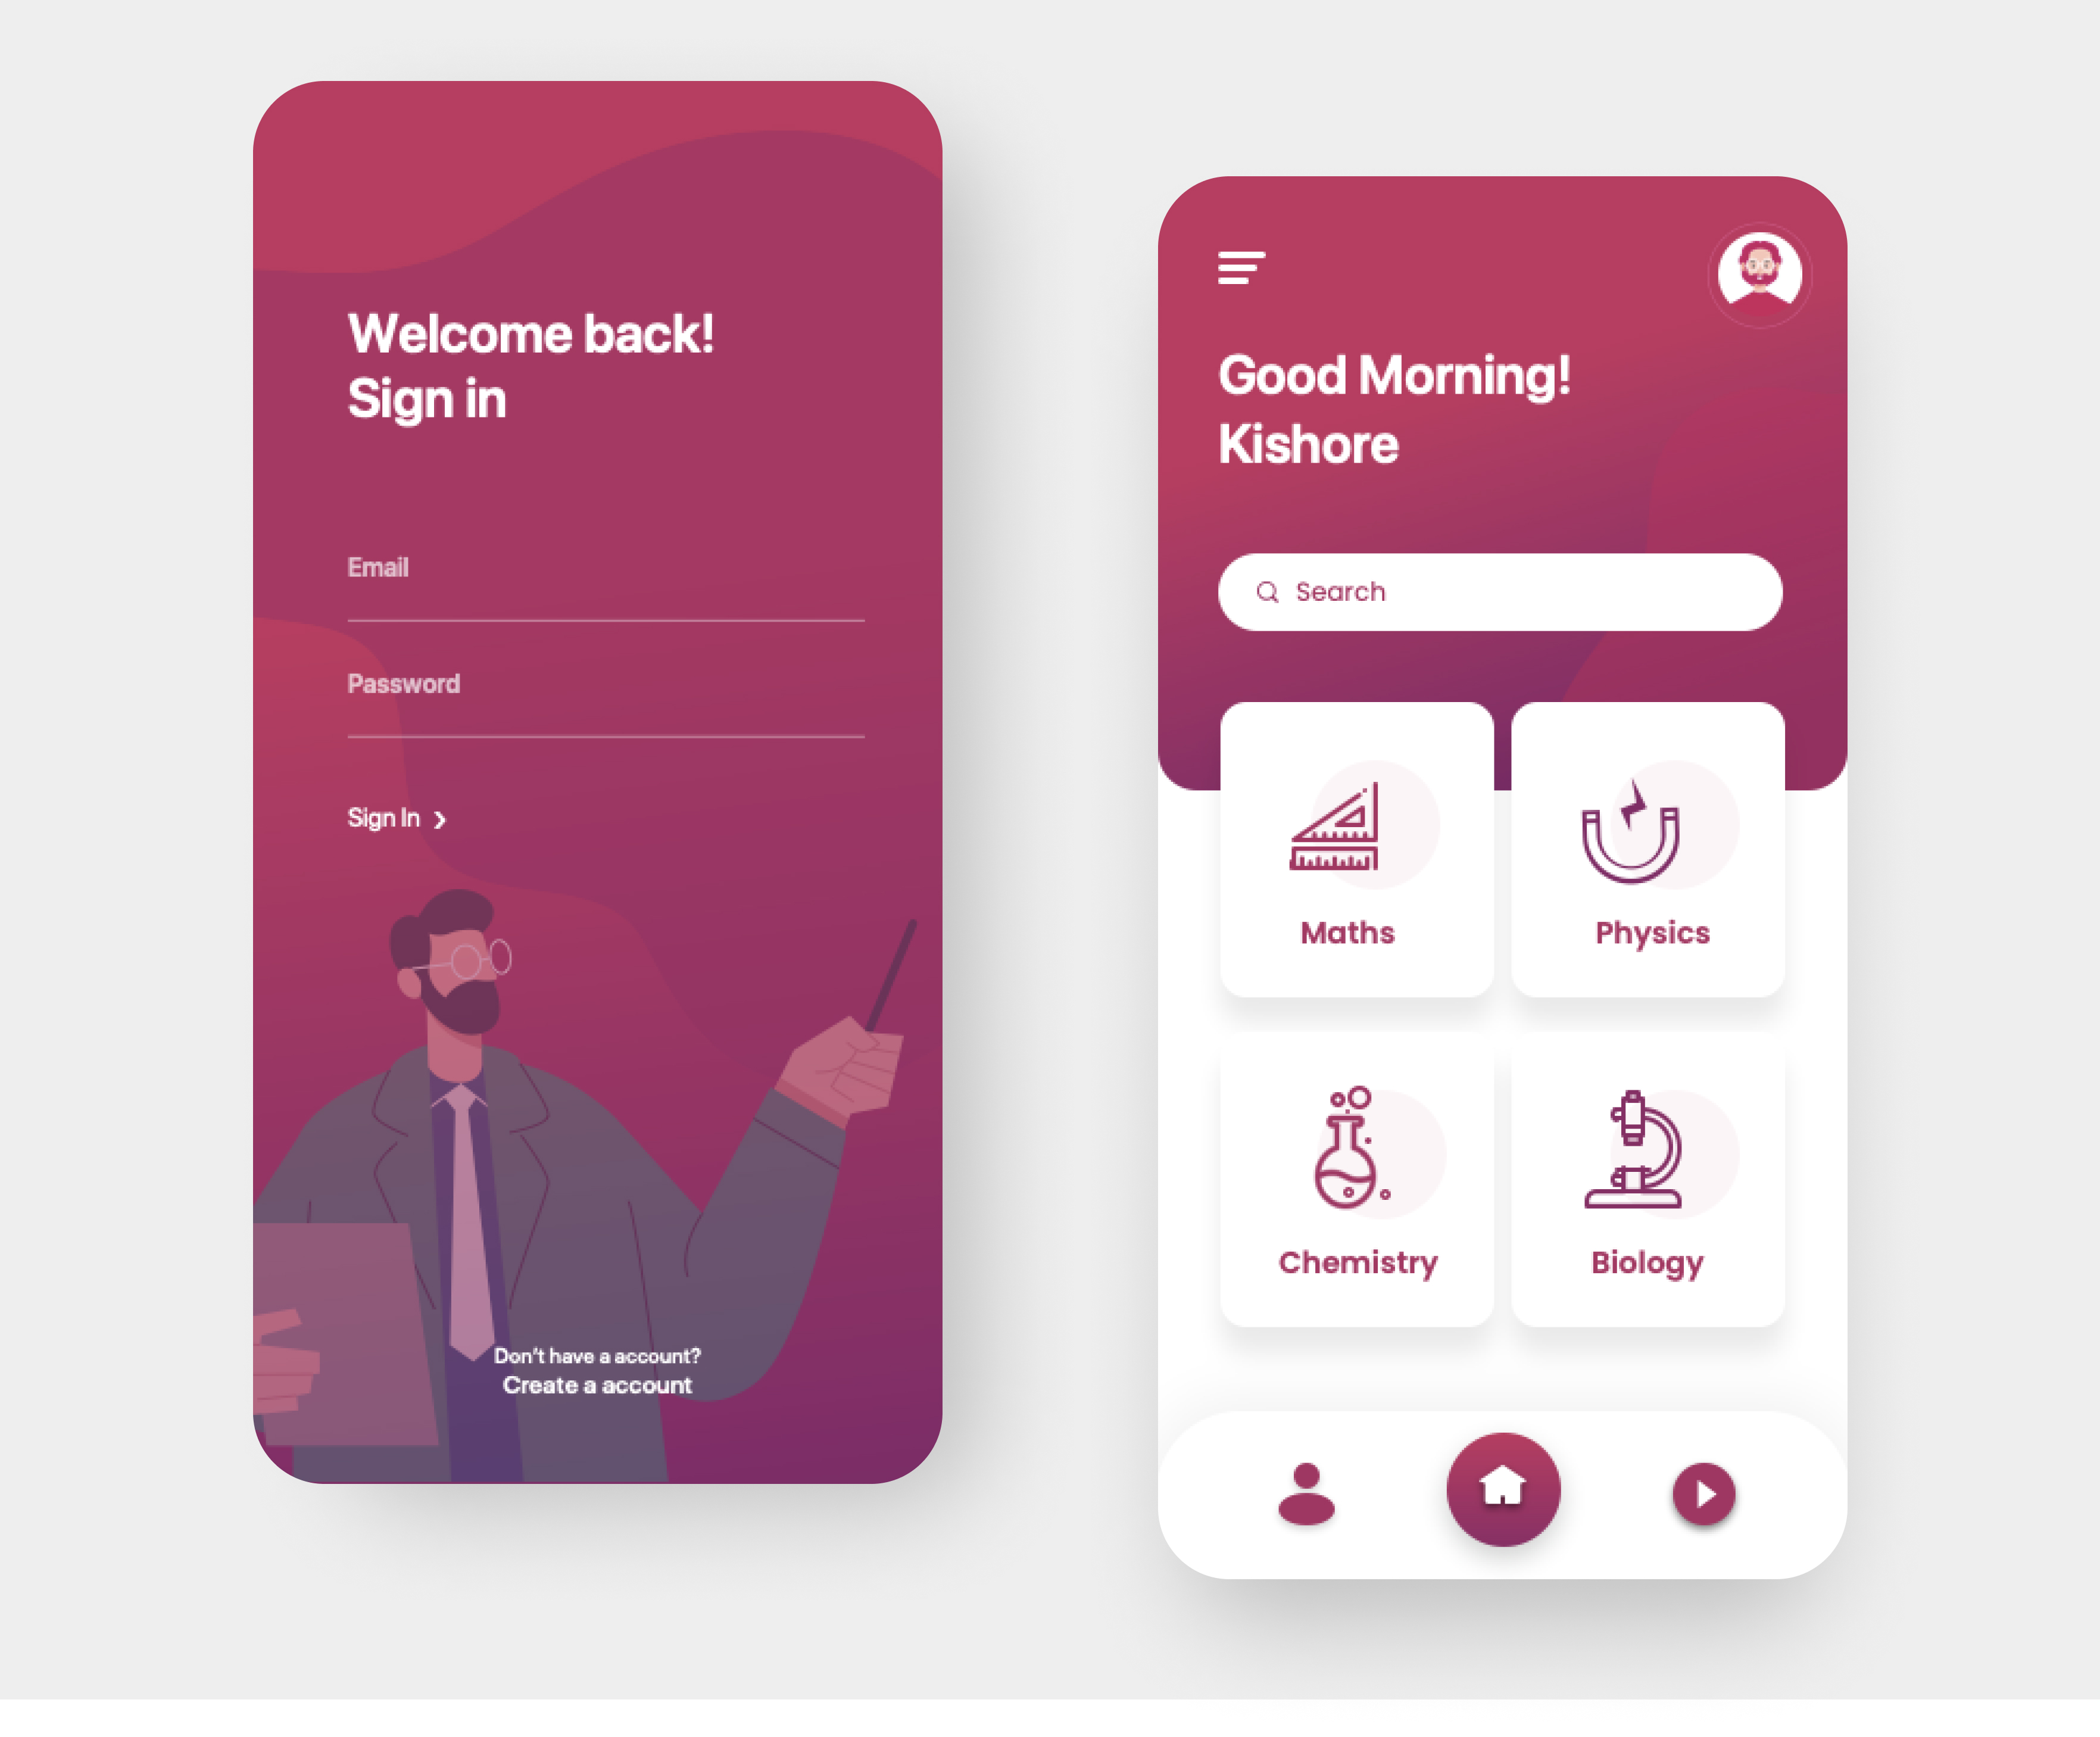 Welcome back!
Sign in
Email
Password
Sign In
Don't have a account?
Create a account
Good Morning!
Kishore
Search
Maths
Physics
Chemistry
Biology